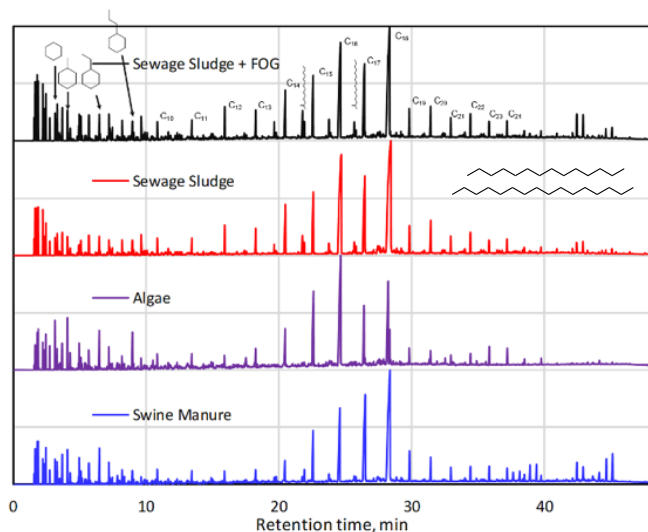 Sewage Sludge + FOG
C₁₀
C₁₁
C₁₂
C₁₃
C₁₄
C₁₅
C₁₆
C₁₇
C₁₈
C₁₉
C₂₀
C₂₁
C₂₂
C₂₃
C₂₄
Sewage Sludge
Algae
Swine Manure
0 10 20 30 40
Retention time, min